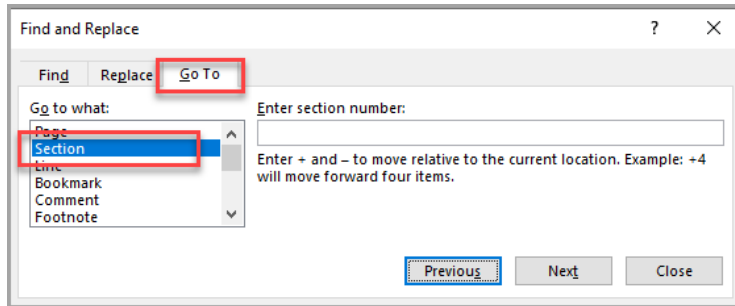 Find and Replace ? ✕
Find Replace Go To
Go to what:
Page
Section
Line
Bookmark
Comment
Footnote
Enter section number:
Enter + and – to move relative to the current location. Example: +4
will move forward four items.
Previous Next Close